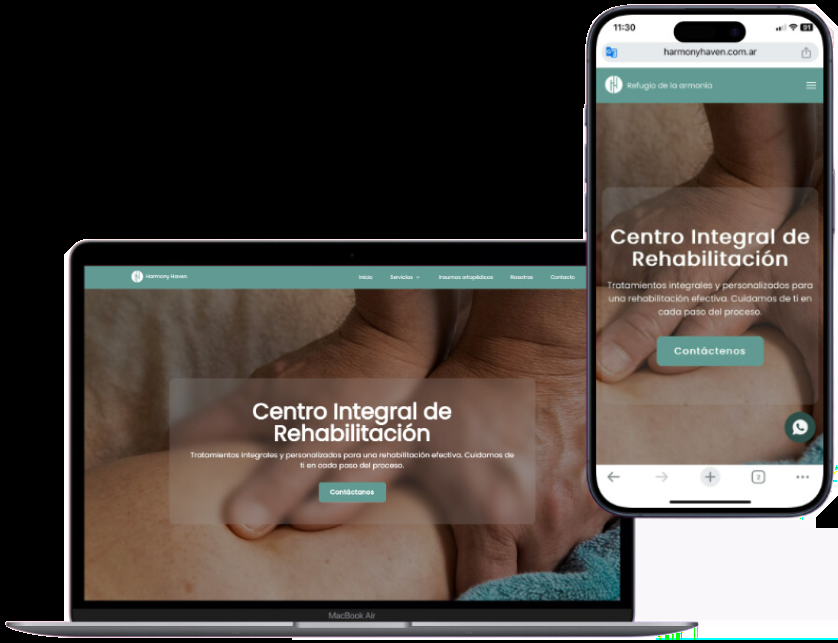 11:30
91
harmonyhaven.com.ar
Refugio de la armonía
Centro Integral de
Rehabilitación
Tratamientos integrales y personalizados para
una rehabilitación efectiva. Cuidamos de ti en
cada paso del proceso.
Contáctenos
2
Harmony Haven
Inicio Servicios Insumos ortopédicos Nosotros Contacto
Centro Integral de
Rehabilitación
Tratamientos integrales y personalizados para una rehabilitación efectiva. Cuidamos de
ti en cada paso del proceso.
Contáctanos
MacBook Air